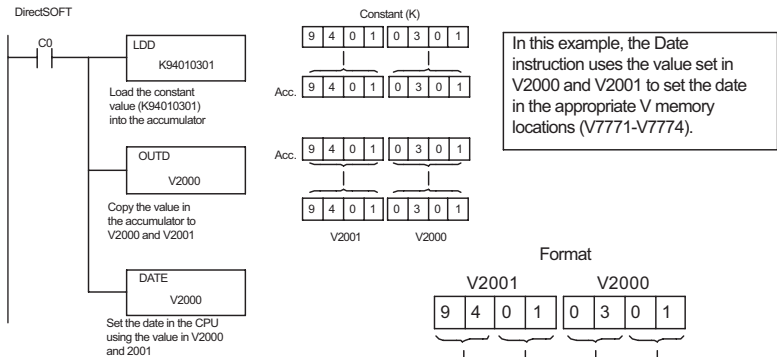 DirectSOFT
C0
LDD
K94010301
Load the constant
value (K94010301)
into the accumulator
OUTD
V2000
Copy the value in
the accumulator to
V2000 and V2001
DATE
V2000
Set the date in the CPU
using the value in V2000
and 2001
Constant (K)
9 4 0 1 0 3 0 1
Acc. 9 4 0 1 0 3 0 1
Acc. 9 4 0 1 0 3 0 1
9 4 0 1 0 3 0 1
V2001 V2000
In this example, the Date
instruction uses the value set in
V2000 and V2001 to set the date
in the appropriate V memory
locations (V7771-V7774).
Format
V2001 V2000
9 4 0 1 0 3 0 1